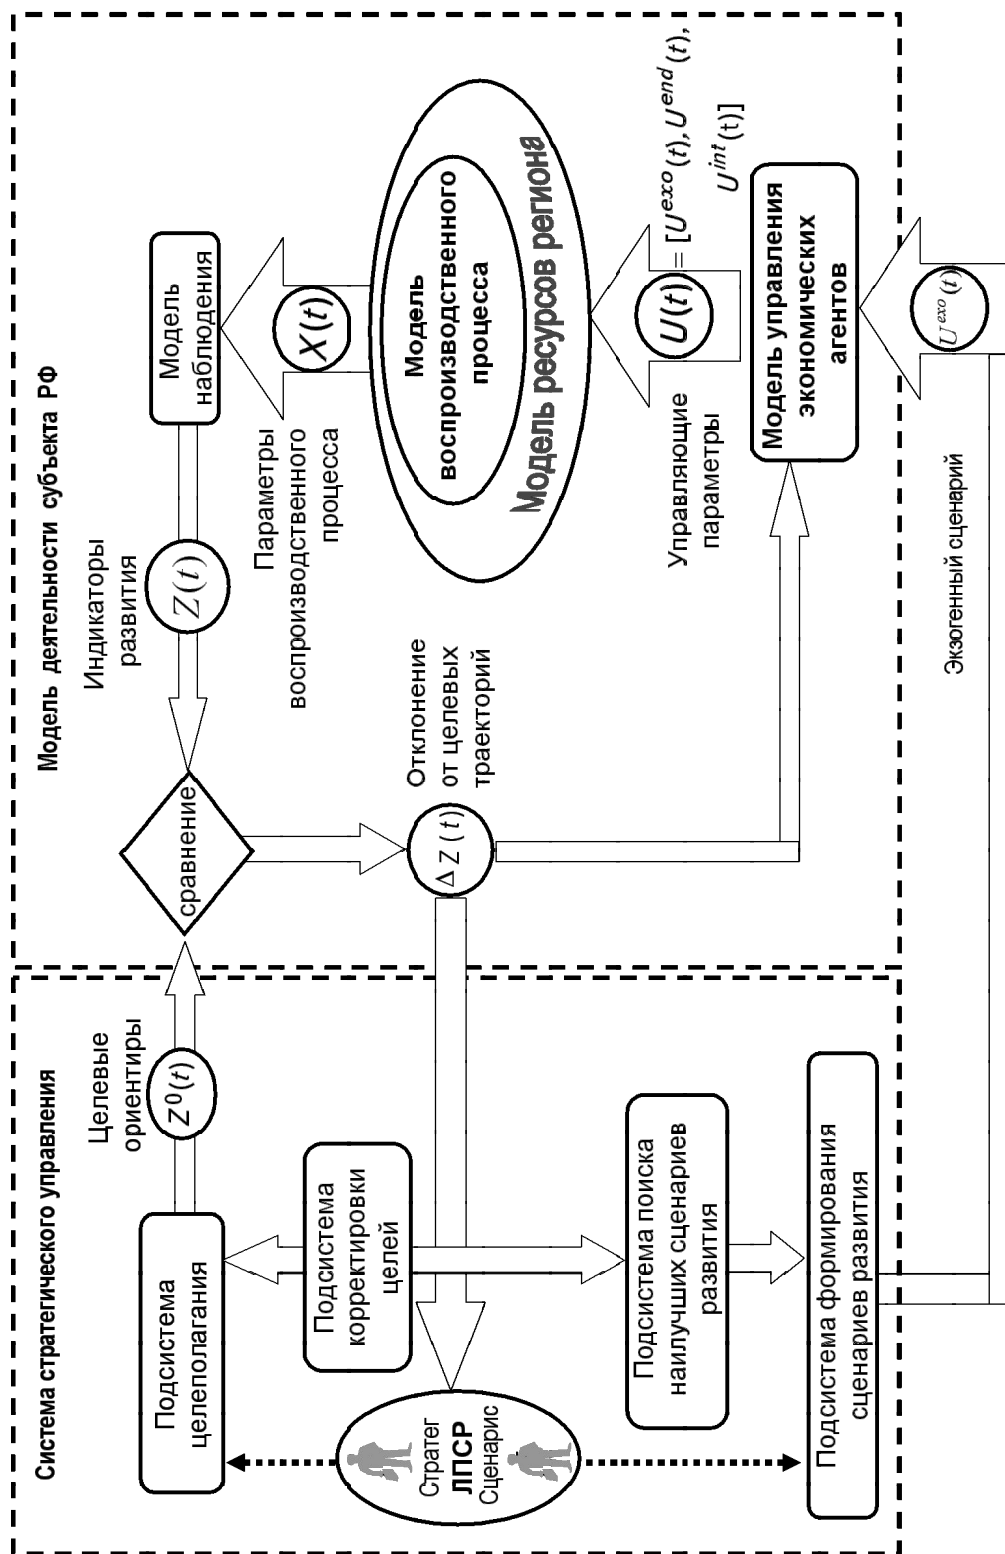 Система стратегического управления
Подсистема
целеполагания
Целевые
ориентиры
Z⁰(t)
Подсистема
корректировки
целей
Стратег
ЛПСР
Сценарис
Подсистема поиска
наилучших сценариев
развития
Подсистема формирования
сценариев развития
Модель деятельности субъекта РФ
сравнение
Индикаторы
развития
Z(t)
Модель
наблюдения
Параметры
воспроизводственного
процесса
X(t)
Отклонение
от целевых
траекторий
ΔZ(t)
Модель
воспроизводственного
процесса
Модель ресурсов региона
Управляющие
параметры
U(t) = [U^exo(t), U^end(t),
U^int(t)]
Модель управления
экономических
агентов
Экзогенный сценарий
U^exo(t)